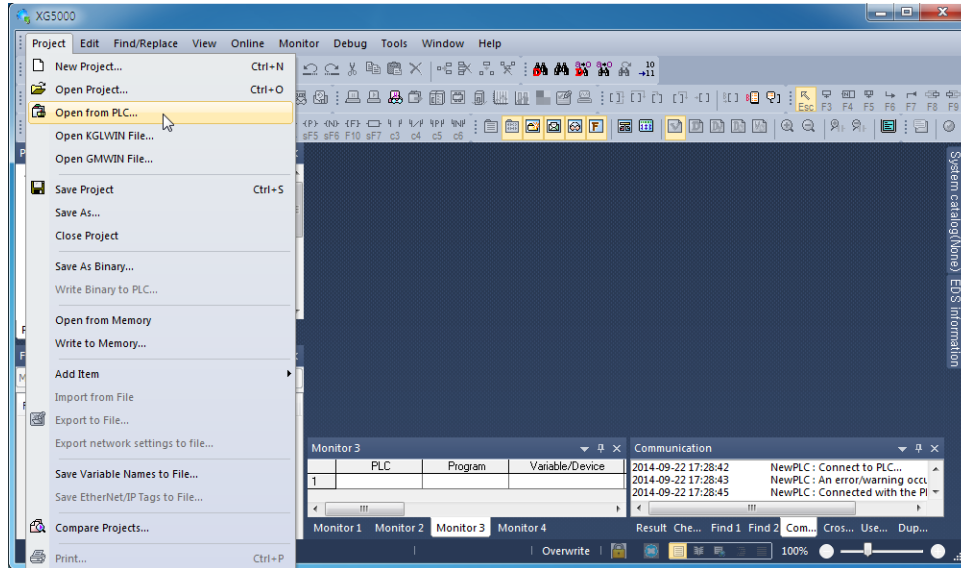 XG5000
Project Edit Find/Replace View Online Monitor Debug Tools Window Help
New Project... Ctrl+N
Open Project... Ctrl+O
Open from PLC...
Open KGLWIN File...
Open GMWIN File...
Save Project Ctrl+S
Save As...
Close Project
Save As Binary...
Write Binary to PLC...
Open from Memory
Write to Memory...
Add Item
Import from File
Export to File...
Export network settings to file...
Save Variable Names to File...
Save EtherNet/IP Tags to File...
Compare Projects...
Print... Ctrl+P
Esc F3 F4 F5 F6 F7 F8 F9
sF5 sF6 F10 sF7 c3 c4 c5 c6
System catalog(None)
EDS information
Monitor 3
PLC Program Variable/Device
1
Monitor 1 Monitor 2 Monitor 3 Monitor 4
Communication
2014-09-22 17:28:42 NewPLC : Connect to PLC...
2014-09-22 17:28:43 NewPLC : An error/warning occu
2014-09-22 17:28:45 NewPLC : Connected with the Pl
Result Che... Find 1 Find 2 Com... Cros... Use... Dup...
Overwrite 100%